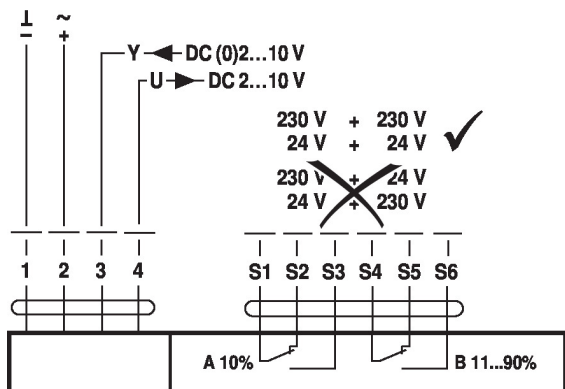 ⊥ ~
– +
Y DC (0)2...10 V
U DC 2...10 V
230 V + 230 V
24 V + 24 V
230 V + 24 V
24 V + 230 V
1 2 3 4 S1 S2 S3 S4 S5 S6
A 10% B 11...90%